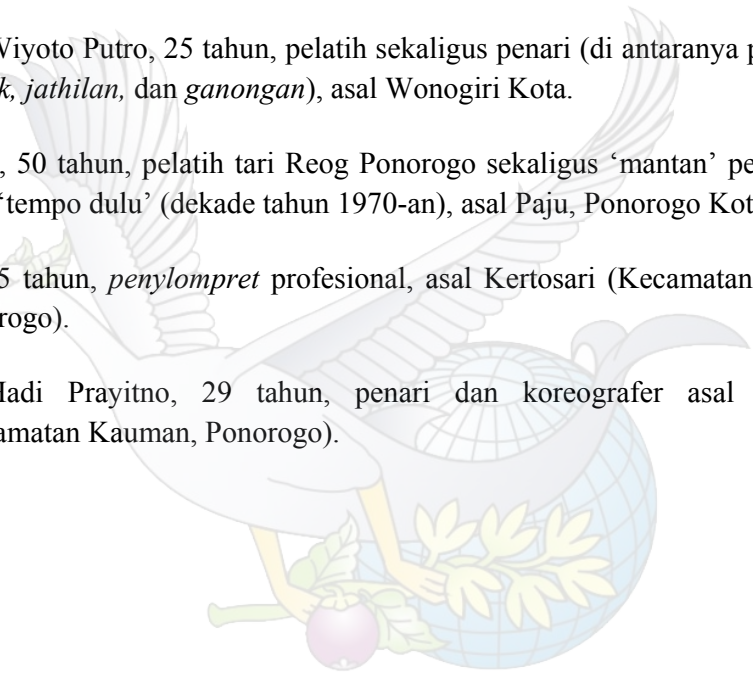 Wiyoto Putro, 25 tahun, pelatih sekaligus penari (di antaranya
jathilan, dan ganongan), asal Wonogiri Kota.
, 50 tahun, pelatih tari Reog Ponorogo sekaligus ‘mantan’
‘tempo dulu’ (dekade tahun 1970-an), asal Paju, Ponorogo
5 tahun, penylompret profesional, asal Kertosari (Kecamatan
rogo).
Hadi Prayitno, 29 tahun, penari dan koreografer asal
amatan Kauman, Ponorogo).